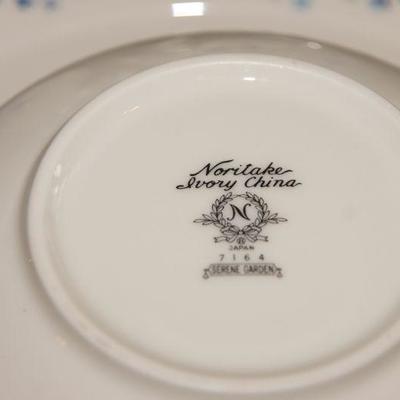 Noritake
Ivory China
N
®
JAPAN
7164
SERENE GARDEN